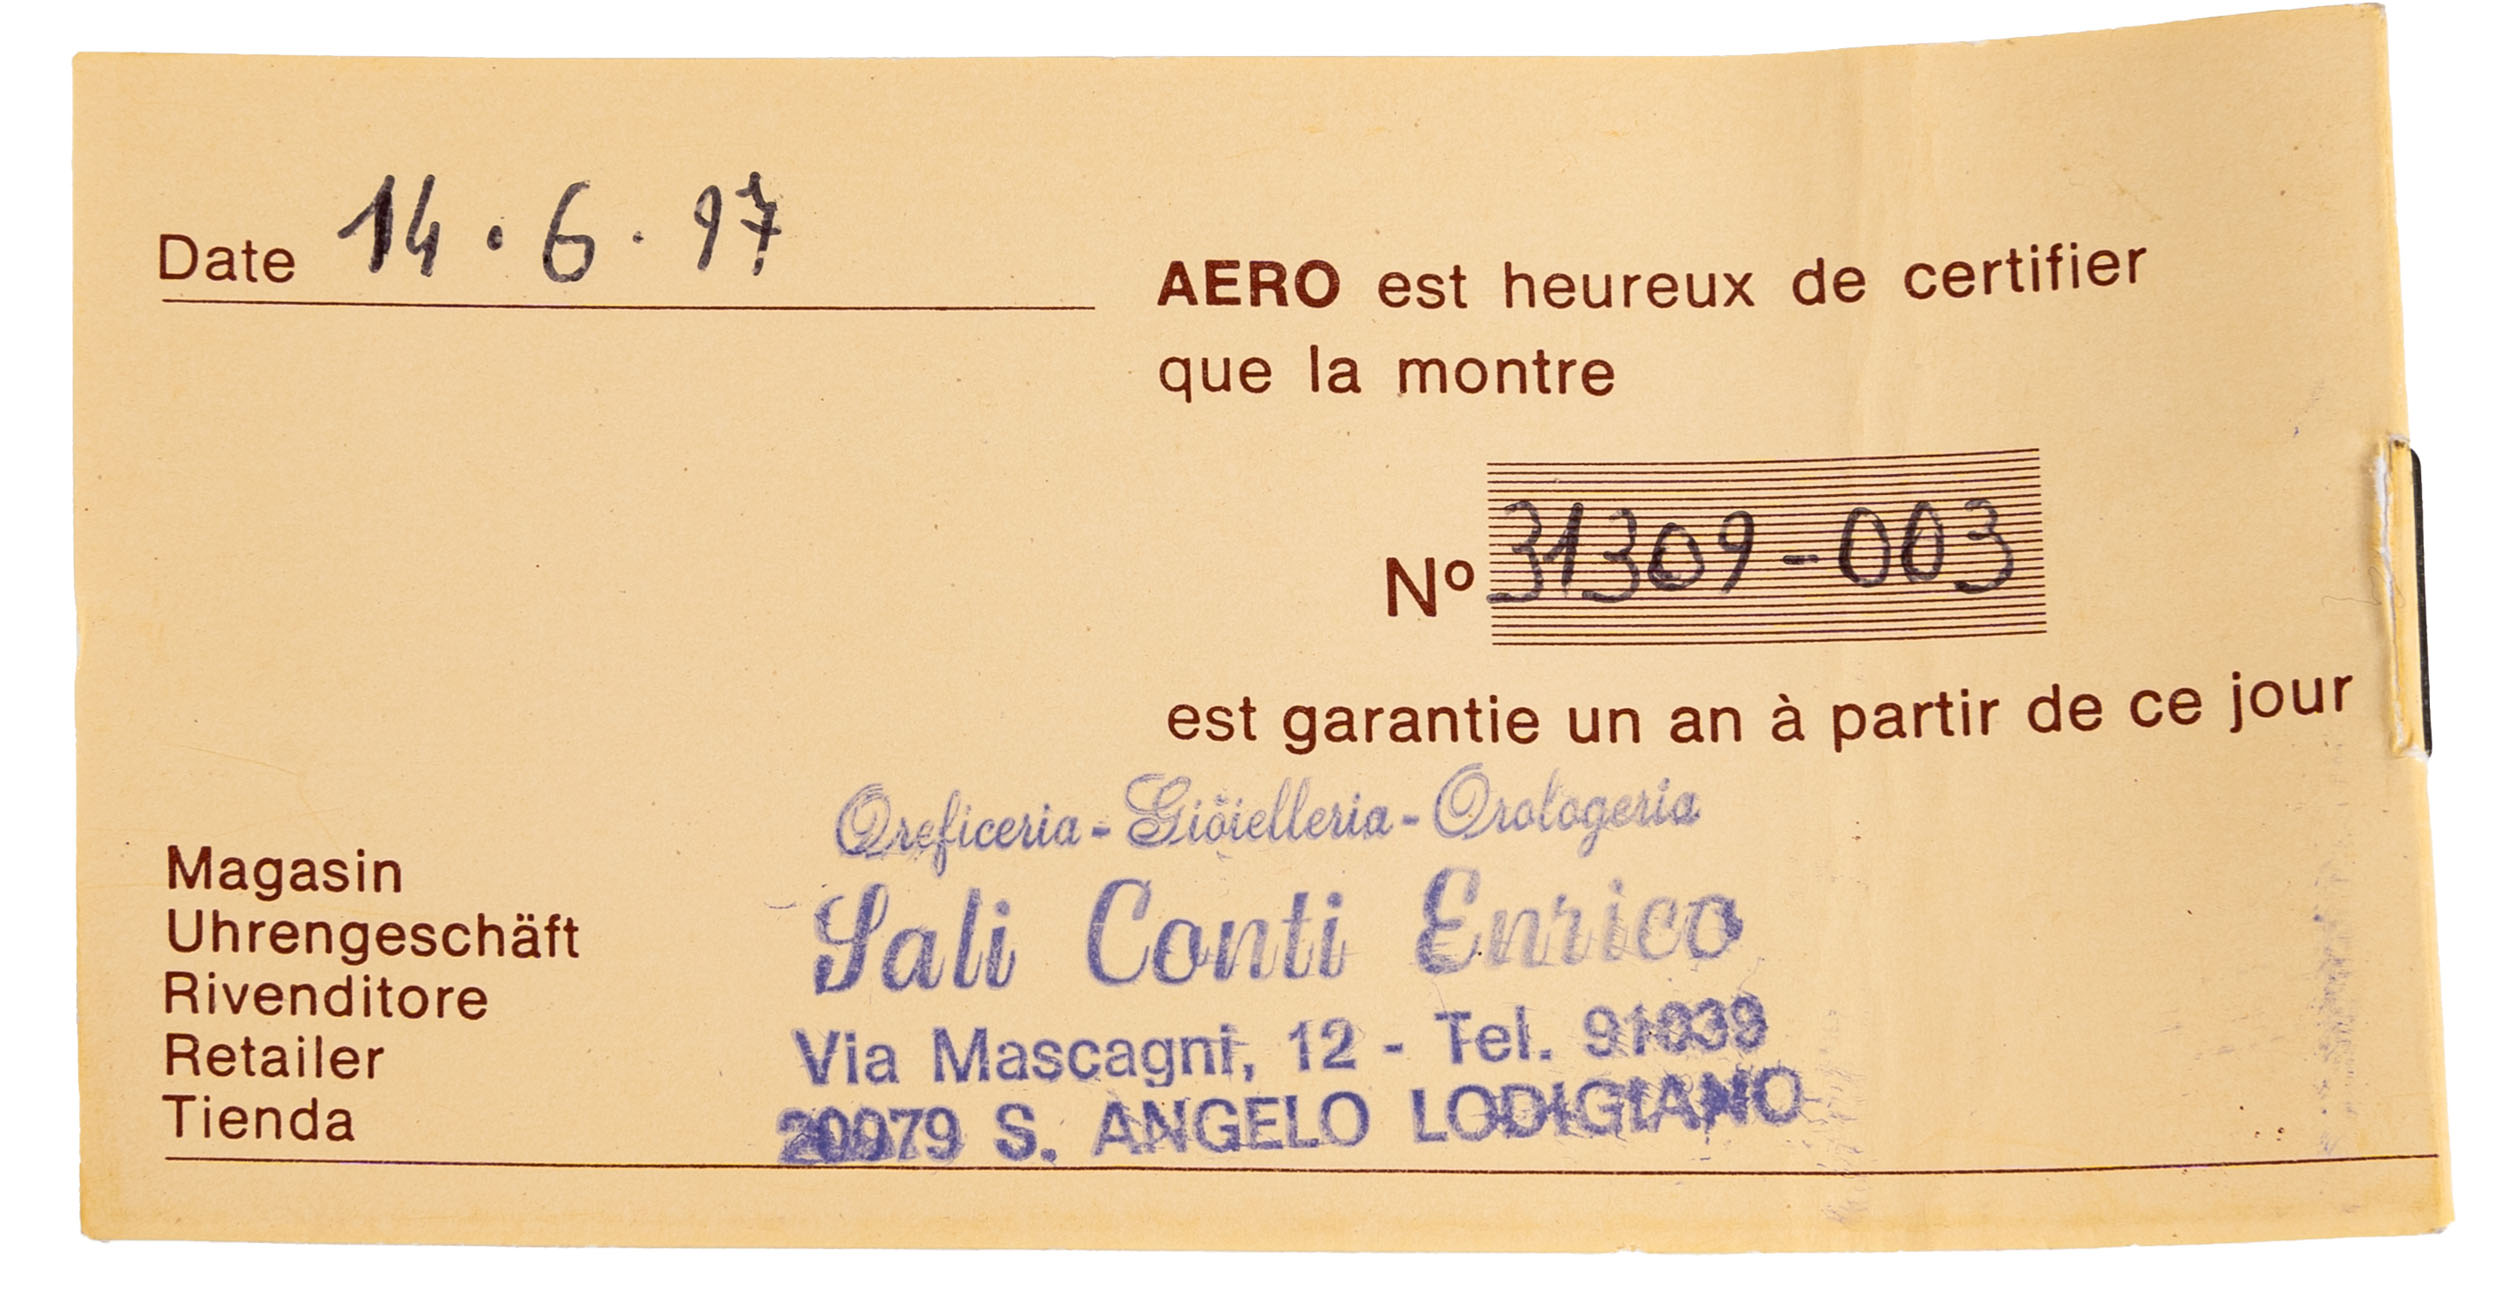 Date 14.6.97
AERO est heureux de certifier
que la montre
Nº 31309-003
est garantie un an à partir de ce jour
Magasin
Uhrengeschäft
Rivenditore
Retailer
Tienda
Oreficeria - Gioielleria - Orologeria
Sali Conti Enrico
Via Mascagni, 12 - Tel.
20079 S. ANGELO LODIGIANO